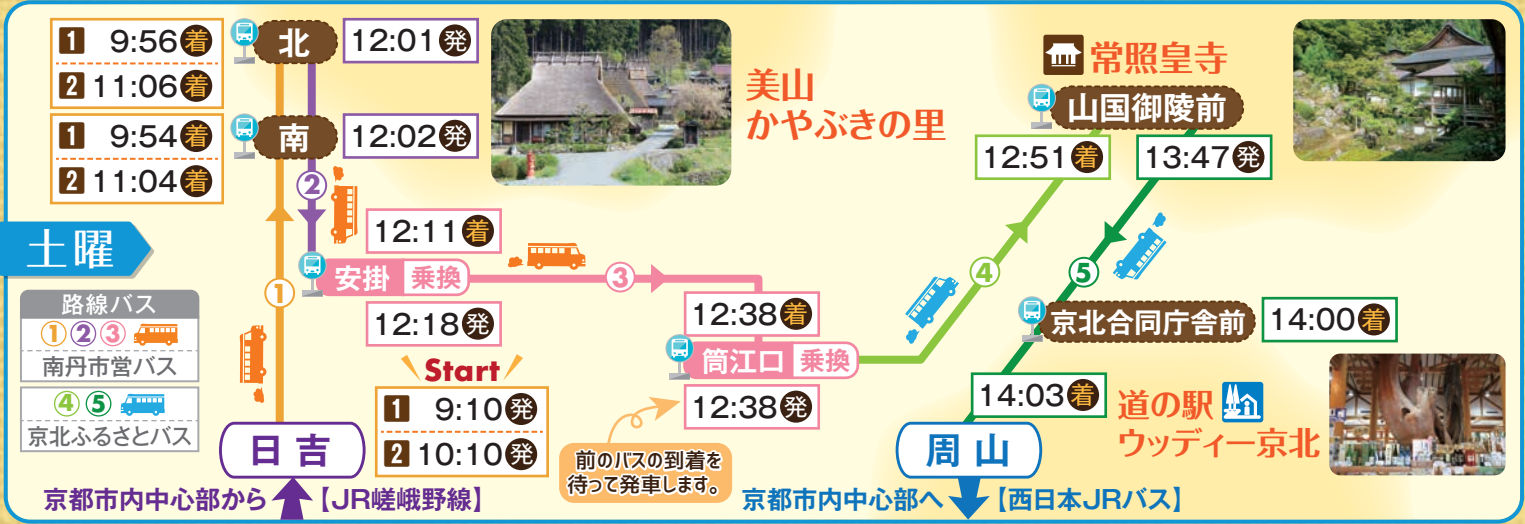 1 9:56着
2 11:06着
北
12:01発
1 9:54着
2 11:04着
南
12:02発
美山
かやぶきの里
常照皇寺
山国御陵前
12:51着
13:47発
土曜
②
12:11着
安掛 乗換
12:18発
①
③
12:38着
筒江口 乗換
12:38発
前のバスの到着を
待って発車します。
④
⑤
京北合同庁舎前
14:00着
14:03着
道の駅
ウッディー京北
路線バス
①②③
南丹市営バス
④⑤
京北ふるさとバス
Start
1 9:10発
2 10:10発
日吉
周山
京都市内中心部から【JR嵯峨野線】
京都市内中心部へ【西日本JRバス】